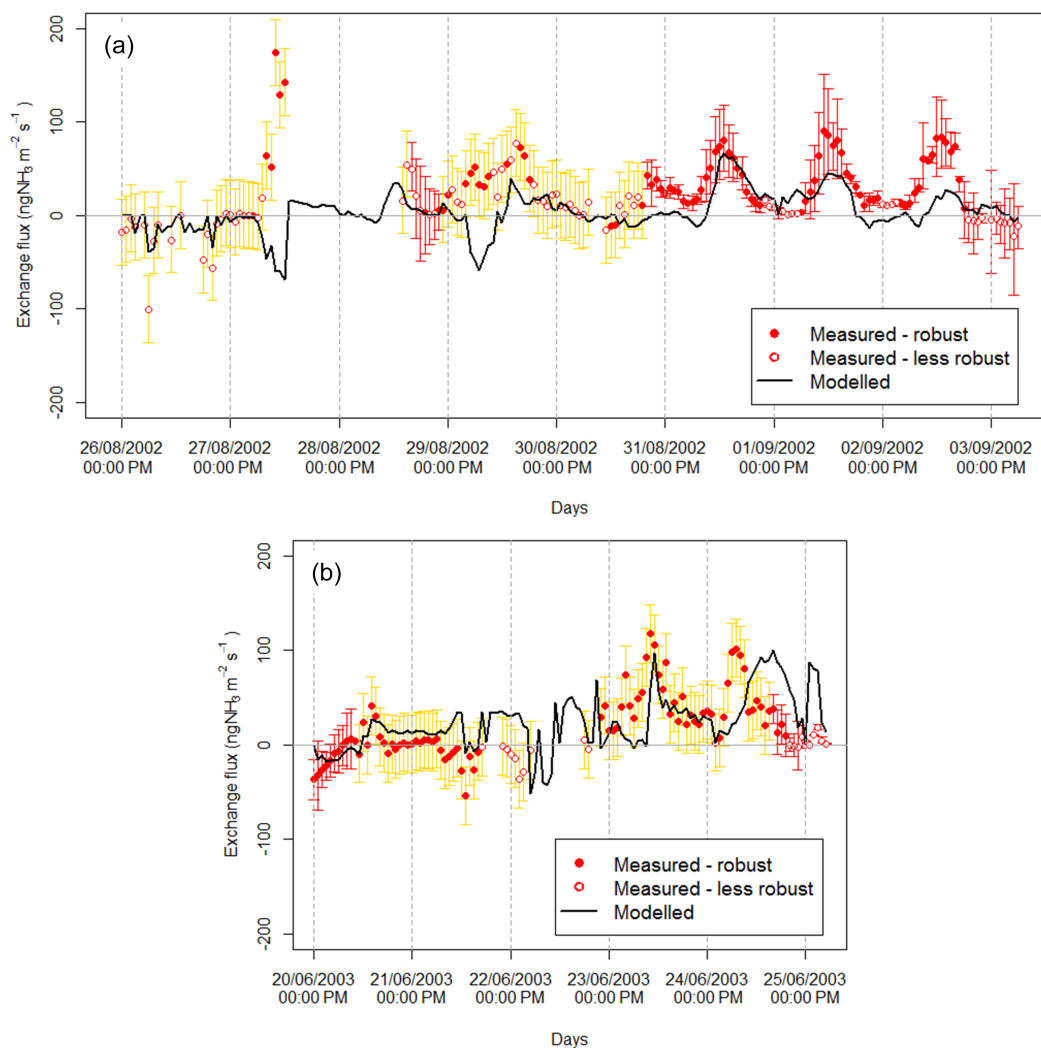 (a)
Exchange flux (ngNH₃ m⁻² s⁻¹ )
200
100
0
-100
-200
Measured - robust
Measured - less robust
Modelled
26/08/2002 27/08/2002 28/08/2002 29/08/2002 30/08/2002 31/08/2002 01/09/2002 02/09/2002 03/09/2002
00:00 PM 00:00 PM 00:00 PM 00:00 PM 00:00 PM 00:00 PM 00:00 PM 00:00 PM 00:00 PM
Days
(b)
Exchange flux (ngNH₃ m⁻² s⁻¹ )
200
100
0
-100
-200
Measured - robust
Measured - less robust
Modelled
20/06/2003 21/06/2003 22/06/2003 23/06/2003 24/06/2003 25/06/2003
00:00 PM 00:00 PM 00:00 PM 00:00 PM 00:00 PM 00:00 PM
Days